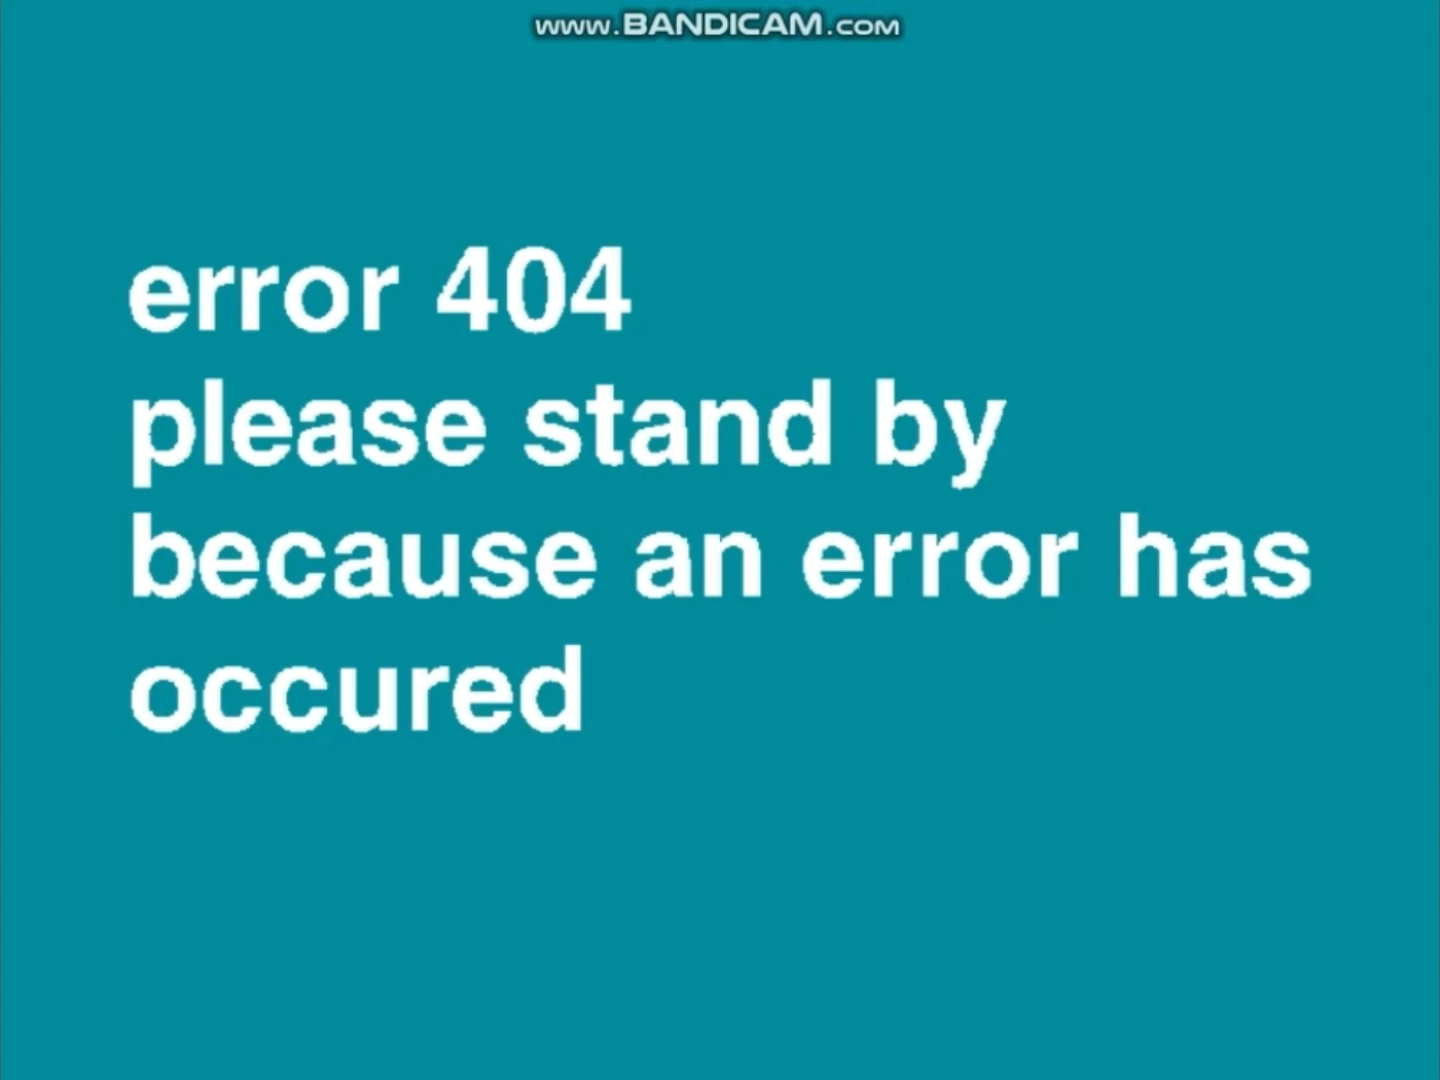 www.BANDICAM.com
error 404
please stand by
because an error has
occured